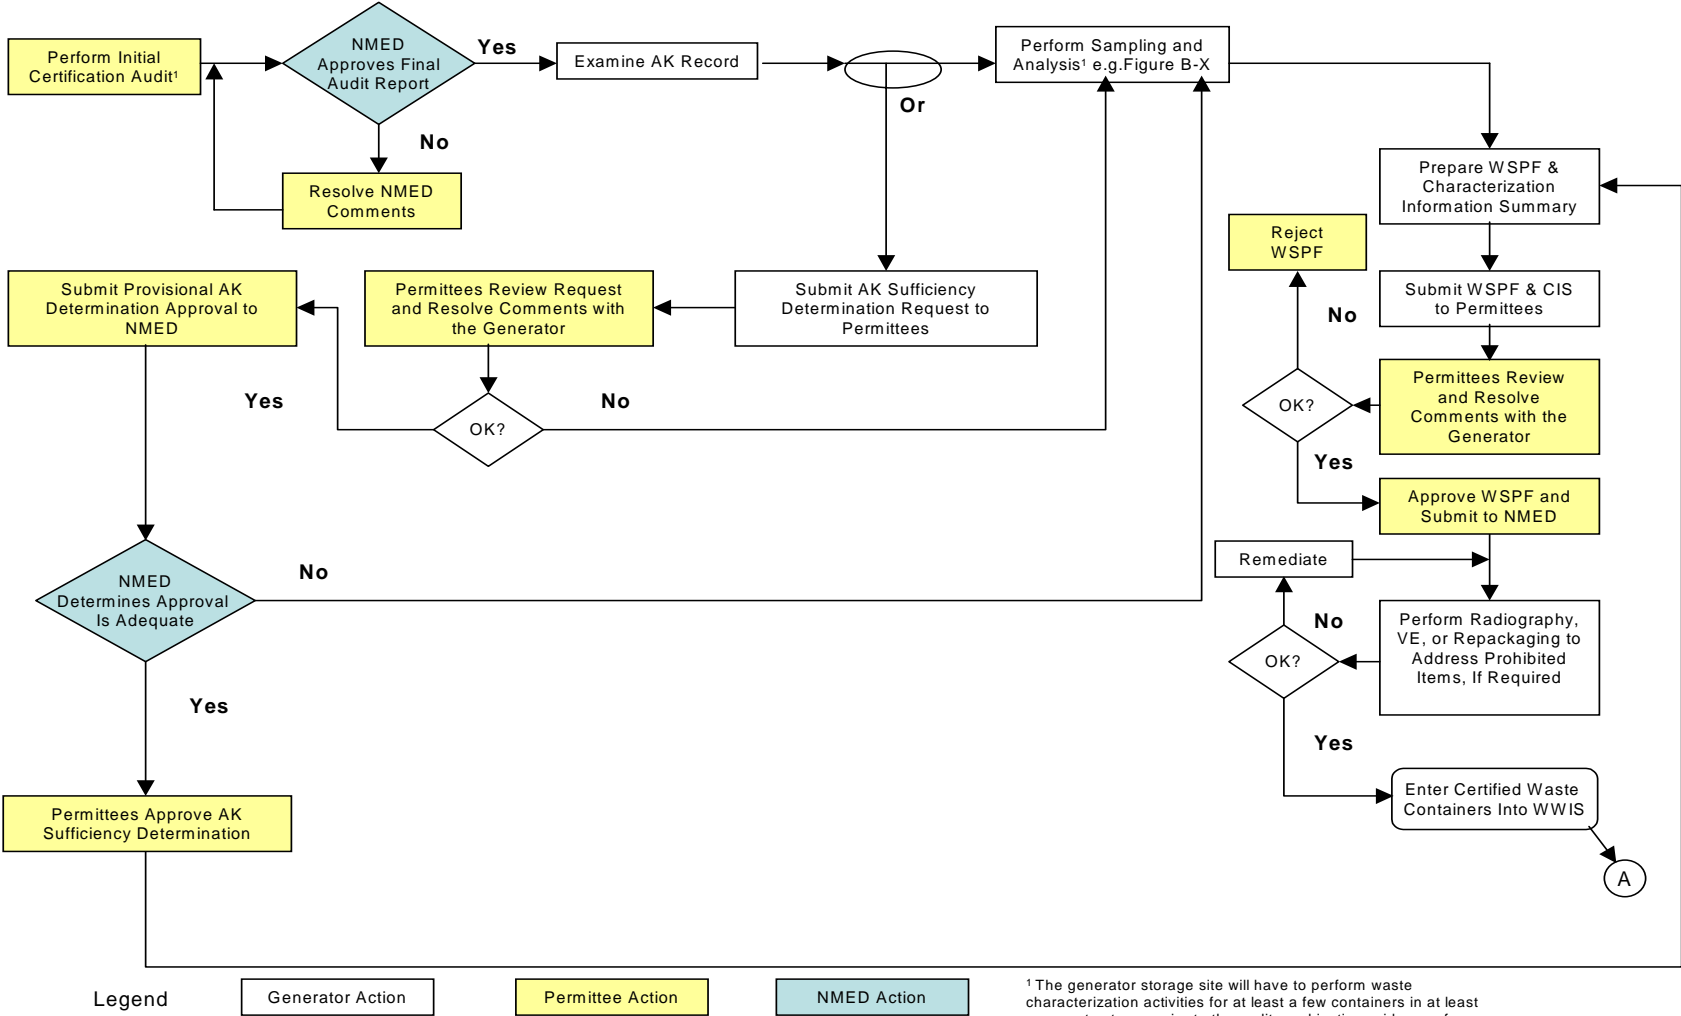 Perform Initial
Certification Audit¹
NMED
Approves Final
Audit Report
Yes
Examine AK Record
Or
Perform Sampling and
Analysis¹ e.g.Figure B-X
No
Resolve NMED
Comments
Prepare WSPF &
Characterization
Information Summary
Reject
WSPF
Submit Provisional AK
Determination Approval to
NMED
Permittees Review Request
and Resolve Comments with
the Generator
Submit AK Sufficiency
Determination Request to
Permittees
Submit WSPF & CIS
to Permittees
No
Yes
OK?
No
OK?
Permittees Review
and Resolve
Comments with the
Generator
Yes
Approve WSPF and
Submit to NMED
Remediate
NMED
Determines Approval
Is Adequate
No
No
OK?
Perform Radiography,
VE, or Repackaging to
Address Prohibited
Items, If Required
Yes
Yes
Enter Certified Waste
Containers Into WWIS
Permittees Approve AK
Sufficiency Determination
A
Legend
Generator Action
Permittee Action
NMED Action
¹ The generator storage site will have to perform waste
characterization activities for at least a few containers in at least